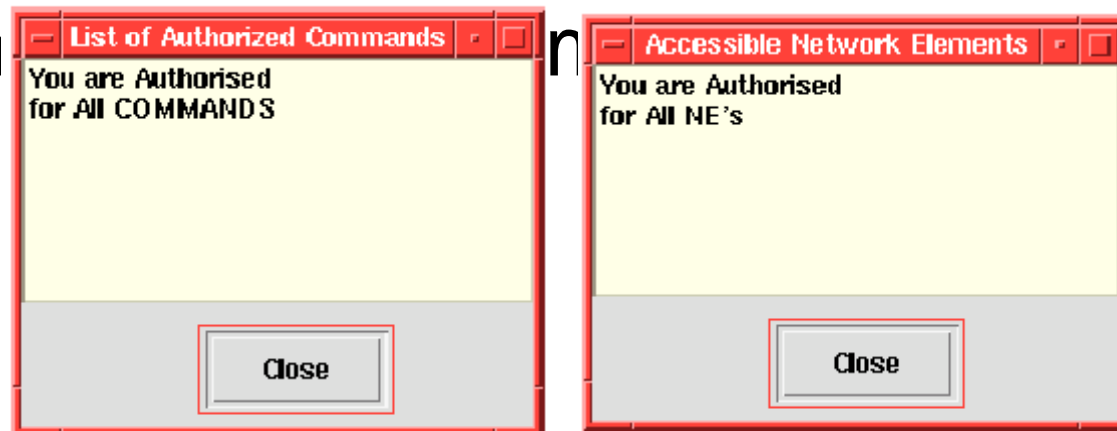 List of Authorized Commands
You are Authorised
for All COMMANDS
Close
Accessible Network Elements
You are Authorised
for All NE's
Close